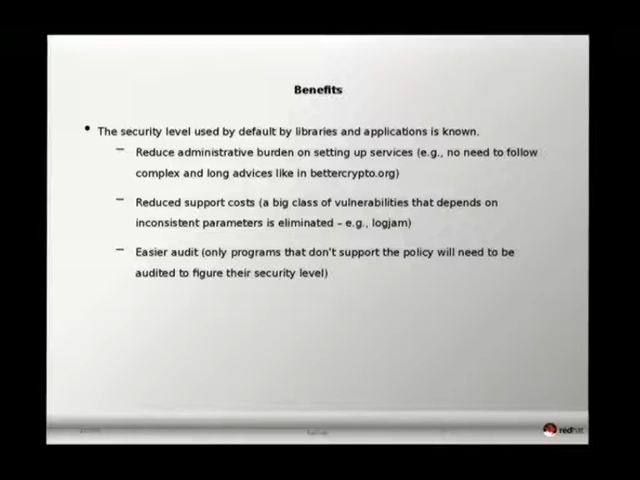 Benefits
• The security level used by default by libraries and applications is known.
– Reduce administrative burden on setting up services (e.g., no need to follow
complex and long advices like in bettercrypto.org)
– Reduced support costs (a big class of vulnerabilities that depends on
inconsistent parameters is eliminated – e.g., logjam)
– Easier audit (only programs that don't support the policy will need to be
audited to figure their security level)
redhat